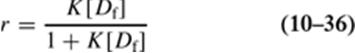 r = K[D_f] / (1 + K[D_f]) (10–36)